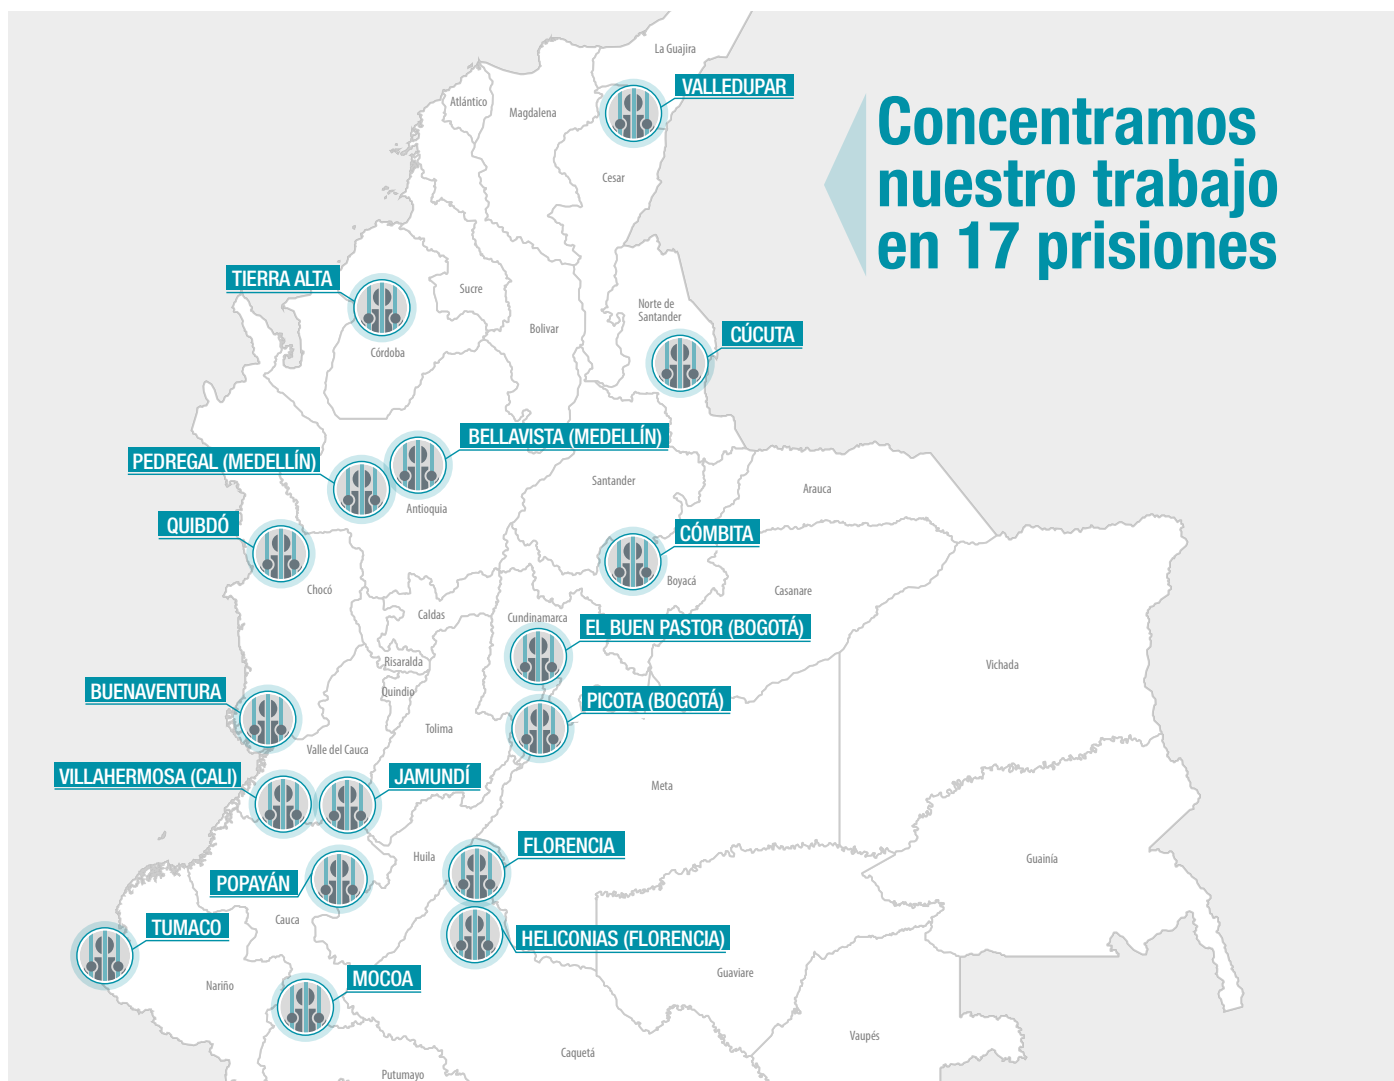 La Guajira
VALLEDUPAR
Atlántico
Magdalena
Concentramos
nuestro trabajo
en 17 prisiones
Cesar
TIERRA ALTA
Sucre
Norte de
Santander
Bolivar
CÚCUTA
Córdoba
BELLAVISTA (MEDELLÍN)
PEDREGAL (MEDELLÍN)
Santander
Arauca
Antioquia
QUIBDÓ
CÓMBITA
Boyacá
Chocó
Casanare
Caldas
Cundinamarca
EL BUEN PASTOR (BOGOTÁ)
Risaralda
Vichada
Quindio
BUENAVENTURA
PICOTA (BOGOTÁ)
Tolima
Valle del Cauca
VILLAHERMOSA (CALI)
JAMUNDÍ
Meta
FLORENCIA
Huila
Guainía
POPAYÁN
Cauca
TUMACO
HELICONIAS (FLORENCIA)
Guaviare
MOCOA
Nariño
Vaupés
Caquetá
Putumayo